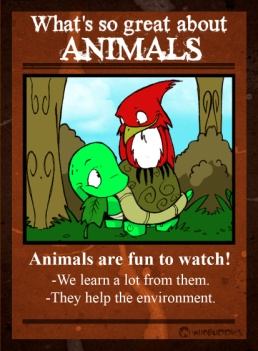 What's so great about
ANIMALS
Animals are fun to watch!
-We learn a lot from them.
-They help the environment.